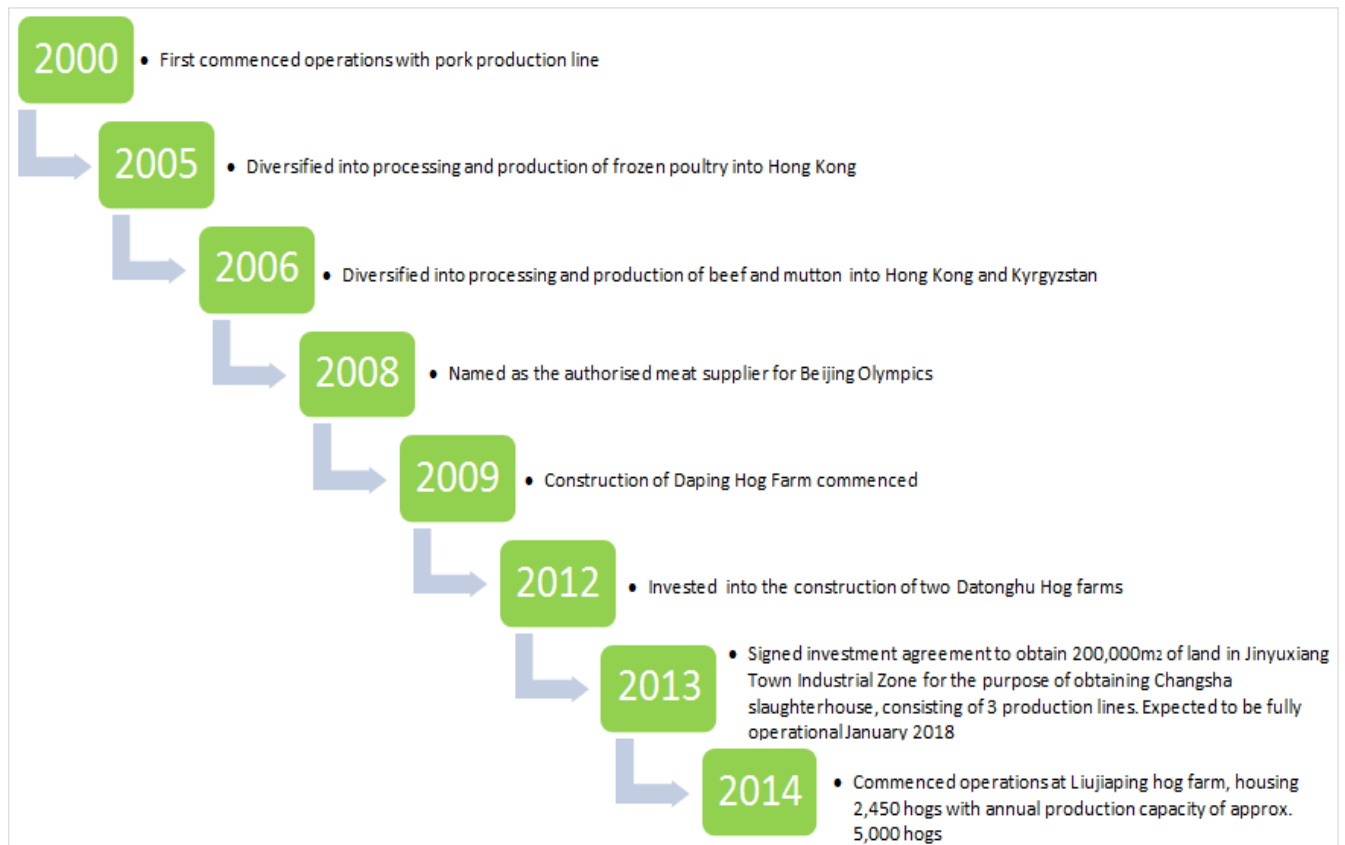 2000
• First commenced operations with pork production line
2005
• Diversified into processing and production of frozen poultry into Hong Kong
2006
• Diversified into processing and production of beef and mutton into Hong Kong and Kyrgyzstan
2008
• Named as the authorised meat supplier for Beijing Olympics
2009
• Construction of Daping Hog Farm commenced
2012
• Invested into the construction of two Datonghu Hog farms
2013
• Signed investment agreement to obtain 200,000m2 of land in Jinyuxiang
Town Industrial Zone for the purpose of obtaining Changsha
slaughterhouse, consisting of 3 production lines. Expected to be fully
operational January 2018
2014
• Commenced operations at Liujiaping hog farm, housing
2,450 hogs with annual production capacity of approx.
5,000 hogs